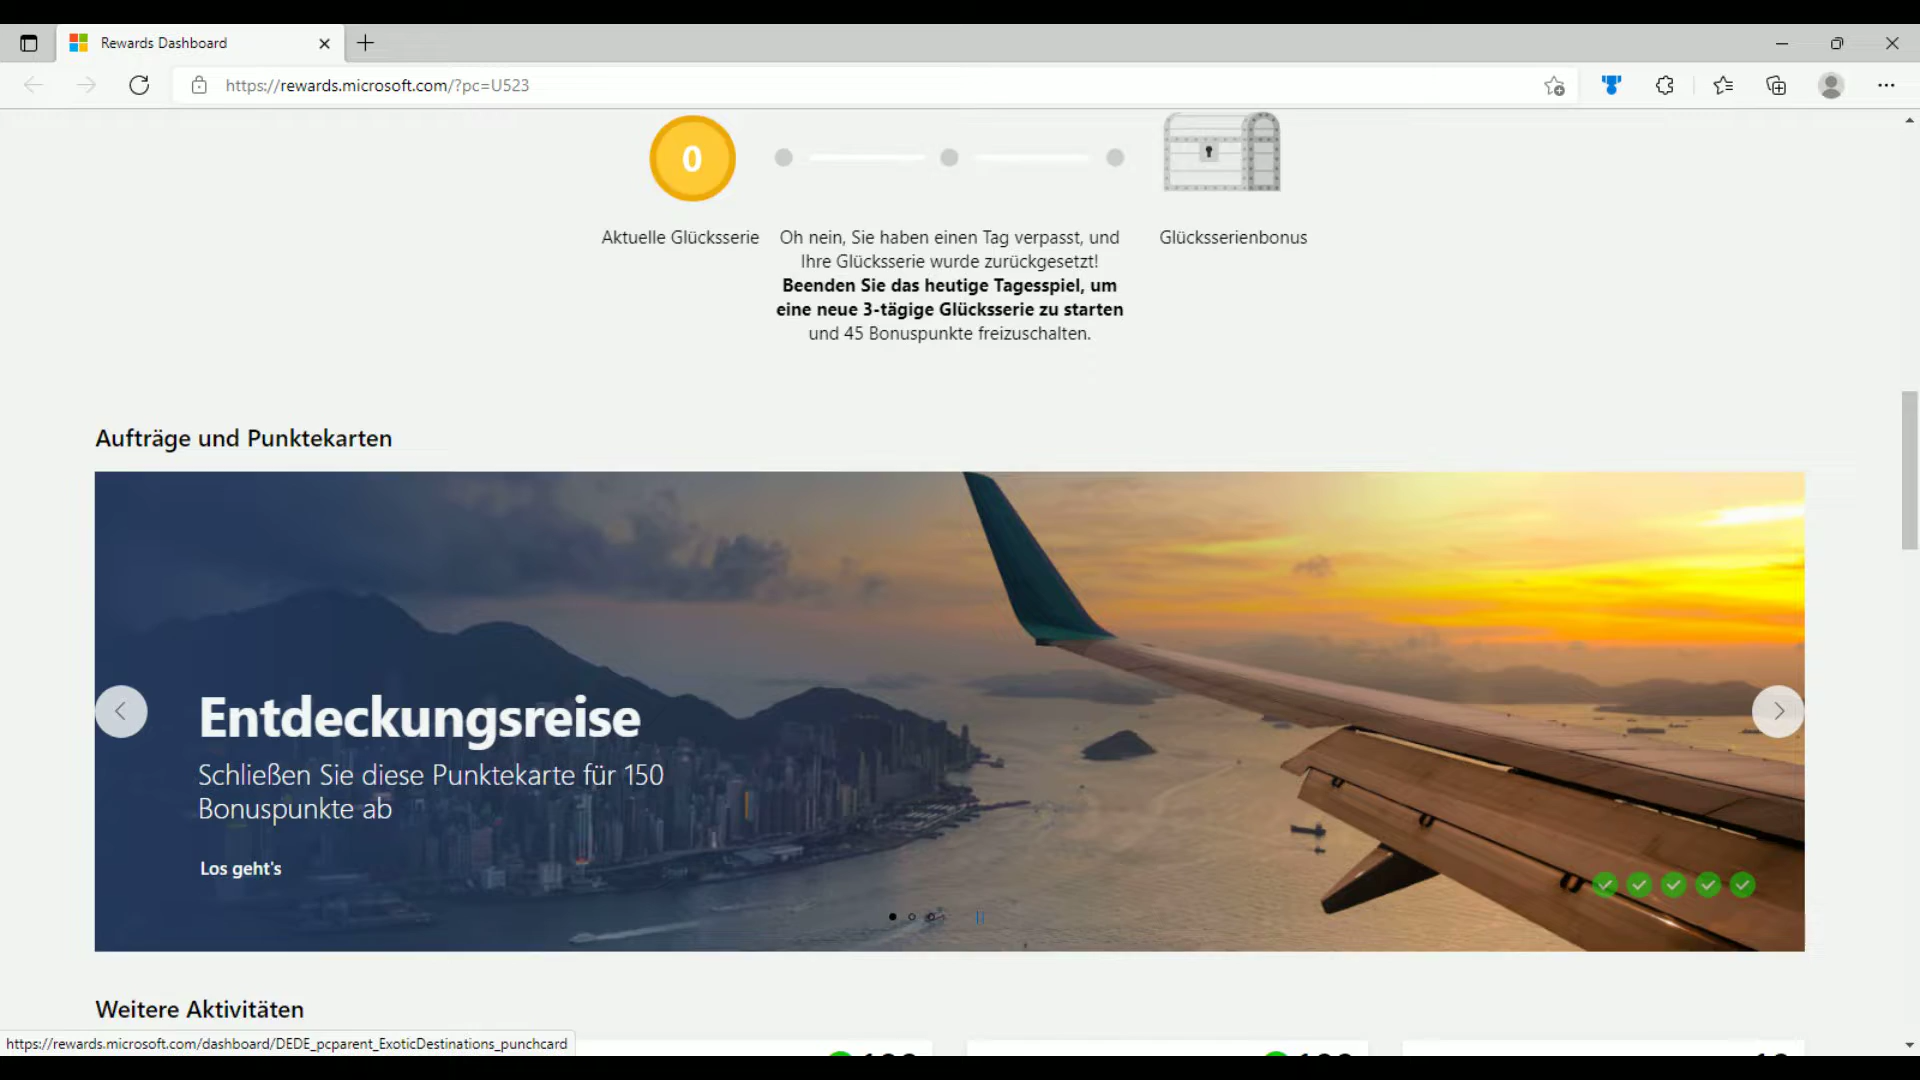 Rewards Dashboard
https://rewards.microsoft.com/?pc=U523
0
Aktuelle Glücksserie
Oh nein, Sie haben einen Tag verpasst, und
Ihre Glücksserie wurde zurückgesetzt!
Beenden Sie das heutige Tagesspiel, um
eine neue 3-tägige Glücksserie zu starten
und 45 Bonuspunkte freizuschalten.
Glücksserienbonus
Aufträge und Punktekarten
Entdeckungsreise
Schließen Sie diese Punktekarte für 150
Bonuspunkte ab
Los geht's
Weitere Aktivitäten
https://rewards.microsoft.com/dashboard/DEDE_pcparent_ExoticDestinations_punchcard